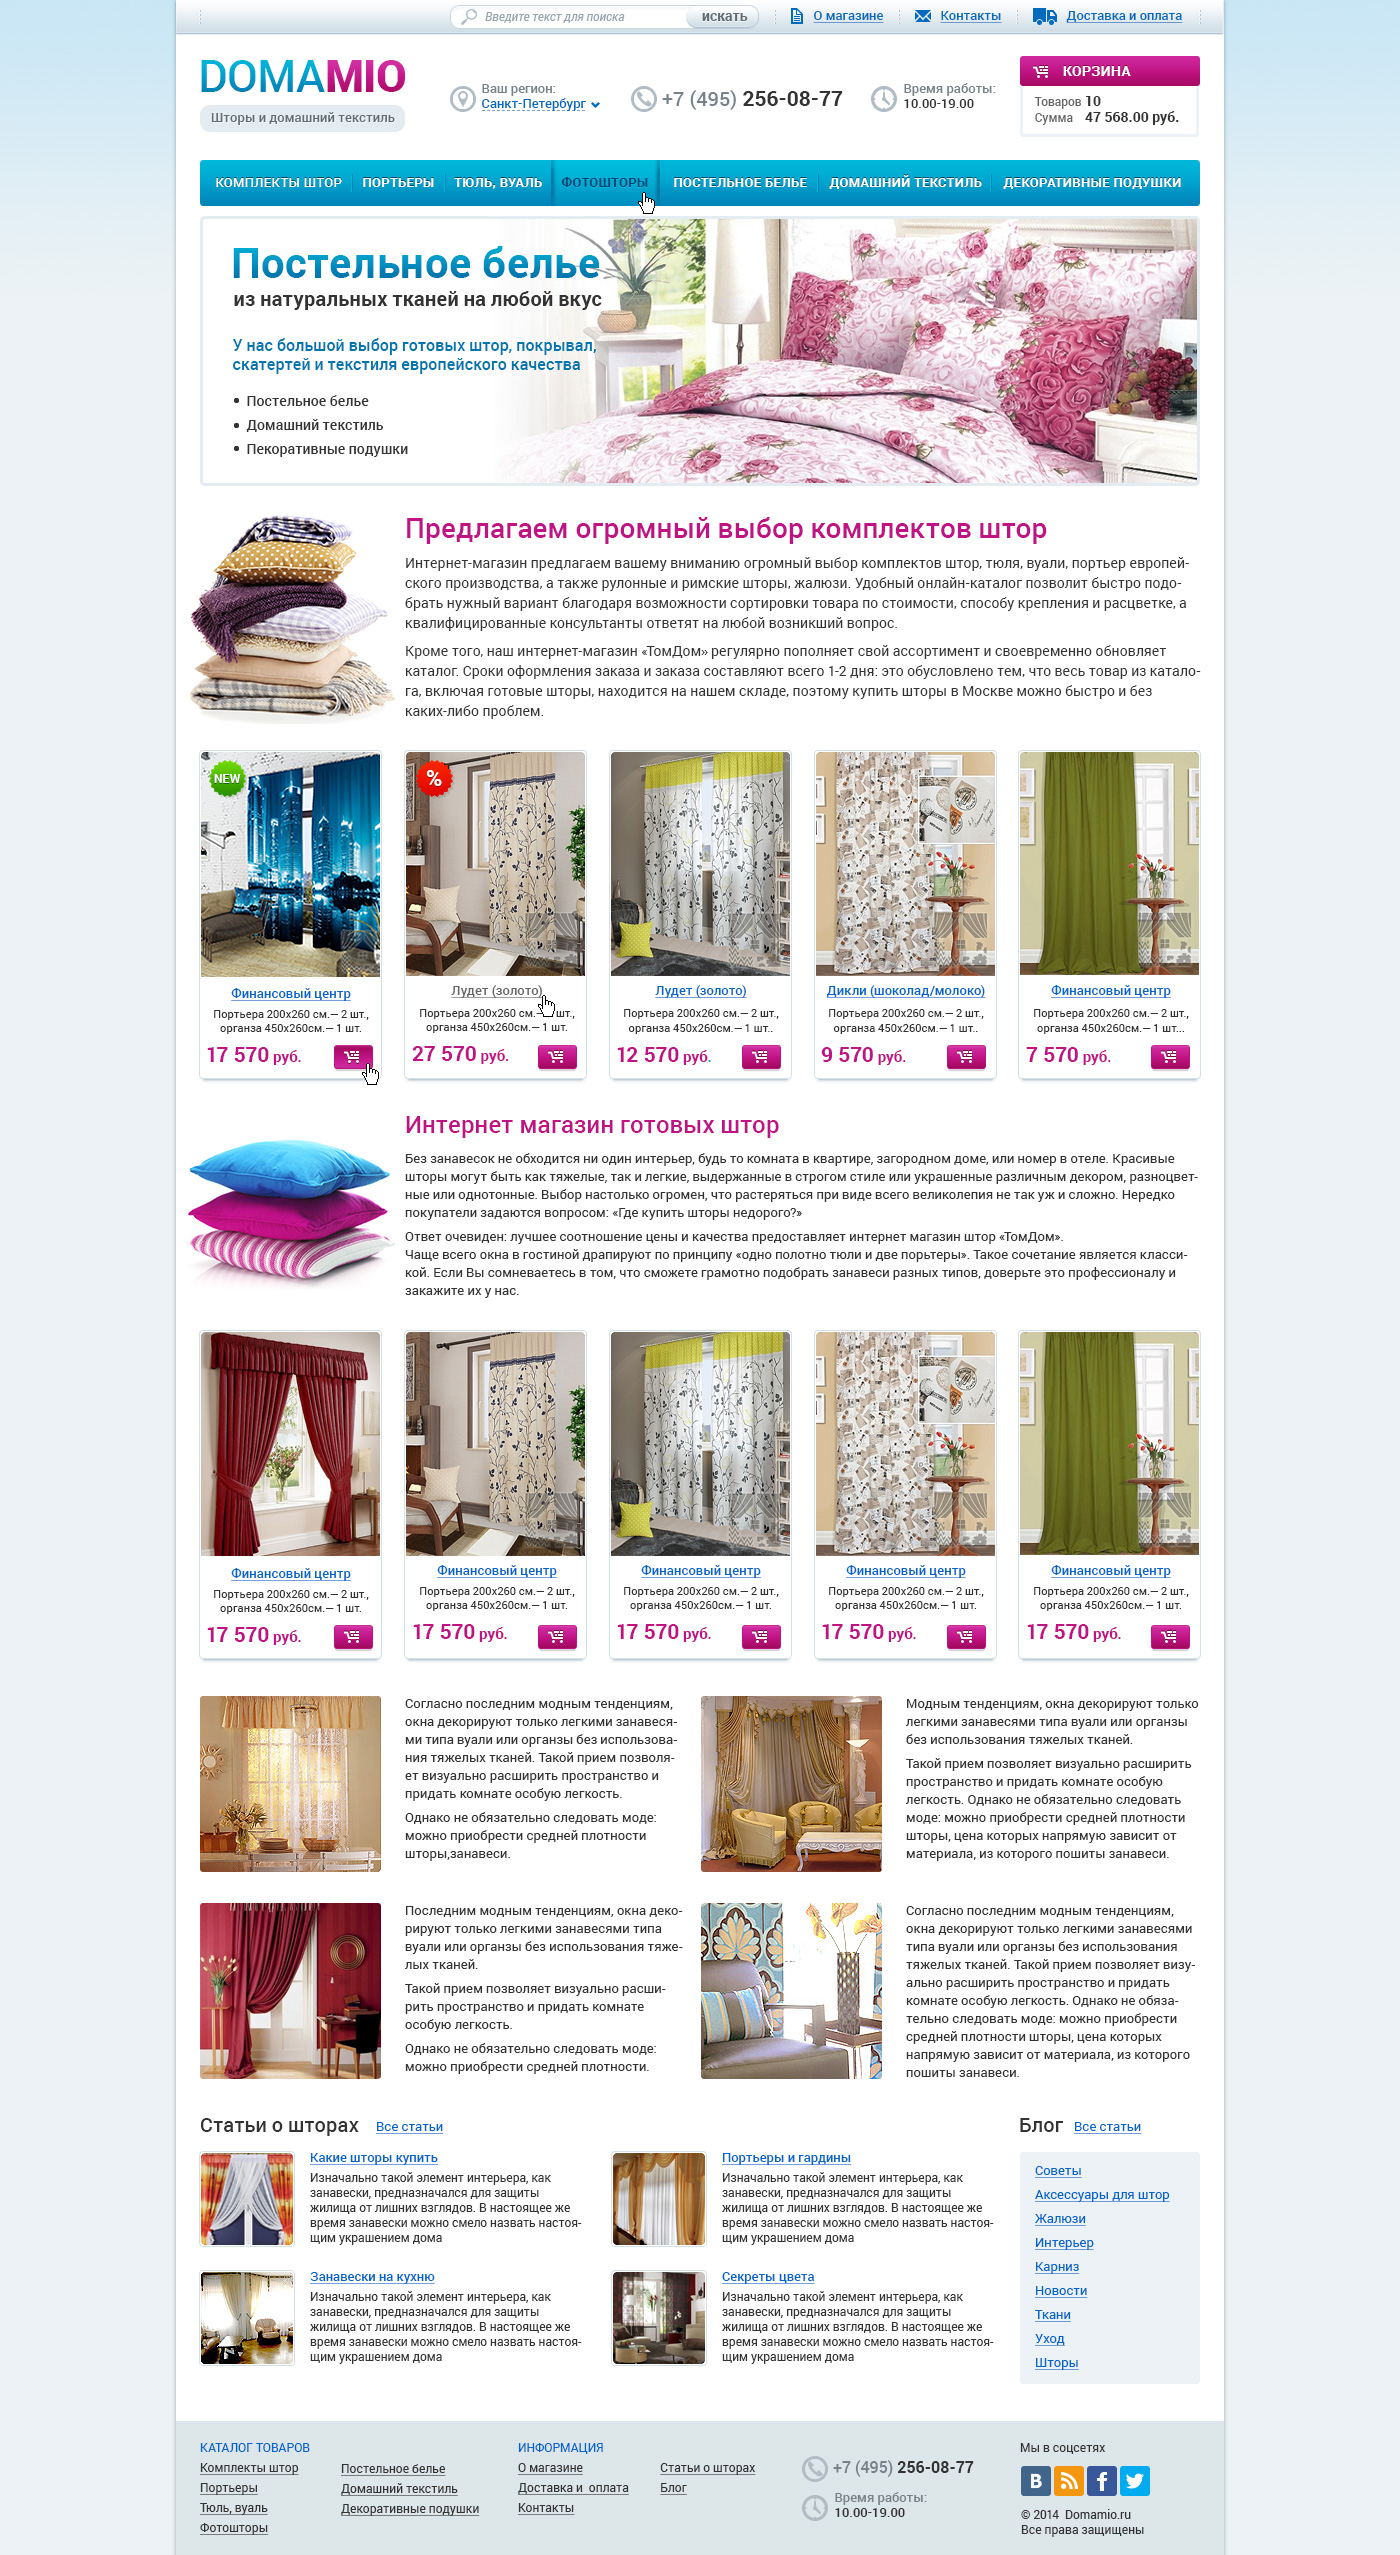 Введите текст для поиска
искать
О магазине
Контакты
Доставка и оплата
DOMAMIO
Шторы и домашний текстиль
Ваш регион:
Санкт-Петербург
+7 (495) 256-08-77
Время работы:
10.00-19.00
КОРЗИНА
Товаров 10
Сумма 47 568.00 руб.
КОМПЛЕКТЫ ШТОР
ПОРТЬЕРЫ
ТЮЛЬ, ВУАЛЬ
ФОТОШТОРЫ
ПОСТЕЛЬНОЕ БЕЛЬЕ
ДОМАШНИЙ ТЕКСТИЛЬ
ДЕКОРАТИВНЫЕ ПОДУШКИ
Постельное белье
из натуральных тканей на любой вкус
У нас большой выбор готовых штор, покрывал,
скатертей и текстиля европейского качества
• Постельное белье
• Домашний текстиль
• Пекоративные подушки
Предлагаем огромный выбор комплектов штор
Интернет-магазин предлагаем вашему вниманию огромный выбор комплектов штор, тюля, вуали, портьер европей-
ского производства, а также рулонные и римские шторы, жалюзи. Удобный онлайн-каталог позволит быстро подо-
брать нужный вариант благодаря возможности сортировки товара по стоимости, способу крепления и расцветке, а
квалифицированные консультанты ответят на любой возникший вопрос.
Кроме того, наш интернет-магазин «ТомДом» регулярно пополняет свой ассортимент и своевременно обновляет
каталог. Сроки оформления заказа и заказа составляют всего 1-2 дня: это обусловлено тем, что весь товар из катало-
га, включая готовые шторы, находится на нашем складе, поэтому купить шторы в Москве можно быстро и без
каких-либо проблем.
NEW
Финансовый центр
Портьера 200х260 см.— 2 шт.,
органза 450х260см.— 1 шт.
17 570 руб.
%
Лудет (золото)
Портьера 200х260 см.— шт.,
органза 450х260см.— 1 шт.
27 570 руб.
Лудет (золото)
Портьера 200х260 см.— 2 шт.,
органза 450х260см.— 1 шт..
12 570 руб.
Дикли (шоколад/молоко)
Портьера 200х260 см.— 2 шт.,
органза 450х260см.— 1 шт..
9 570 руб.
Финансовый центр
Портьера 200х260 см.— 2 шт.,
органза 450х260см.— 1 шт...
7 570 руб.
Интернет магазин готовых штор
Без занавесок не обходится ни один интерьер, будь то комната в квартире, загородном доме, или номер в отеле. Красивые
шторы могут быть как тяжелые, так и легкие, выдержанные в строгом стиле или украшенные различным декором, разноцвет-
ные или однотонные. Выбор настолько огромен, что растеряться при виде всего великолепия не так уж и сложно. Нередко
покупатели задаются вопросом: «Где купить шторы недорого?»
Ответ очевиден: лучшее соотношение цены и качества предоставляет интернет магазин штор «ТомДом».
Чаще всего окна в гостиной драпируют по принципу «одно полотно тюли и две порьтеры». Такое сочетание является класси-
кой. Если Вы сомневаетесь в том, что сможете грамотно подобрать занавеси разных типов, доверьте это профессионалу и
закажите их у нас.
Финансовый центр
Портьера 200х260 см.— 2 шт.,
органза 450х260см.— 1 шт.
17 570 руб.
Финансовый центр
Портьера 200х260 см.— 2 шт.,
органза 450х260см.— 1 шт.
17 570 руб.
Финансовый центр
Портьера 200х260 см.— 2 шт.,
органза 450х260см.— 1 шт.
17 570 руб.
Финансовый центр
Портьера 200х260 см.— 2 шт.,
органза 450х260см.— 1 шт.
17 570 руб.
Финансовый центр
Портьера 200х260 см.— 2 шт.,
органза 450х260см.— 1 шт.
17 570 руб.
Согласно последним модным тенденциям,
окна декорируют только легкими занавеся-
ми типа вуали или органзы без использова-
ния тяжелых тканей. Такой прием позволя-
ет визуально расширить пространство и
придать комнате особую легкость.
Однако не обязательно следовать моде:
можно приобрести средней плотности
шторы,занавеси.
Модным тенденциям, окна декорируют только
легкими занавесями типа вуали или органзы
без использования тяжелых тканей.
Такой прием позволяет визуально расширить
пространство и придать комнате особую
легкость. Однако не обязательно следовать
моде: можно приобрести средней плотности
шторы, цена которых напрямую зависит от
материала, из которого пошиты занавеси.
Последним модным тенденциям, окна деко-
рируют только легкими занавесями типа
вуали или органзы без использования тяже-
лых тканей.
Такой прием позволяет визуально расши-
рить пространство и придать комнате
особую легкость.
Однако не обязательно следовать моде:
можно приобрести средней плотности.
Согласно последним модным тенденциям,
окна декорируют только легкими занавесями
типа вуали или органзы без использования
тяжелых тканей. Такой прием позволяет визу-
ально расширить пространство и придать
комнате особую легкость. Однако не обяза-
тельно следовать моде: можно приобрести
средней плотности шторы, цена которых
напрямую зависит от материала, из которого
пошиты занавеси.
Статьи о шторах
Все статьи
Какие шторы купить
Изначально такой элемент интерьера, как
занавески, предназначался для защиты
жилища от лишних взглядов. В настоящее же
время занавески можно смело назвать настоя-
щим украшением дома
Портьеры и гардины
Изначально такой элемент интерьера, как
занавески, предназначался для защиты
жилища от лишних взглядов. В настоящее же
время занавески можно смело назвать настоя-
щим украшением дома
Занавески на кухню
Изначально такой элемент интерьера, как
занавески, предназначался для защиты
жилища от лишних взглядов. В настоящее же
время занавески можно смело назвать настоя-
щим украшением дома
Секреты цвета
Изначально такой элемент интерьера, как
занавески, предназначался для защиты
жилища от лишних взглядов. В настоящее же
время занавески можно смело назвать настоя-
щим украшением дома
Блог
Все статьи
Советы
Аксессуары для штор
Жалюзи
Интерьер
Карниз
Новости
Ткани
Уход
Шторы
КАТАЛОГ ТОВАРОВ
Комплекты штор
Портьеры
Тюль, вуаль
Фотошторы
Постельное белье
Домашний текстиль
Декоративные подушки
ИНФОРМАЦИЯ
О магазине
Доставка и оплата
Контакты
Статьи о шторах
Блог
+7 (495) 256-08-77
Время работы:
10.00-19.00
Мы в соцсетях
© 2014 Domamio.ru
Все права защищены